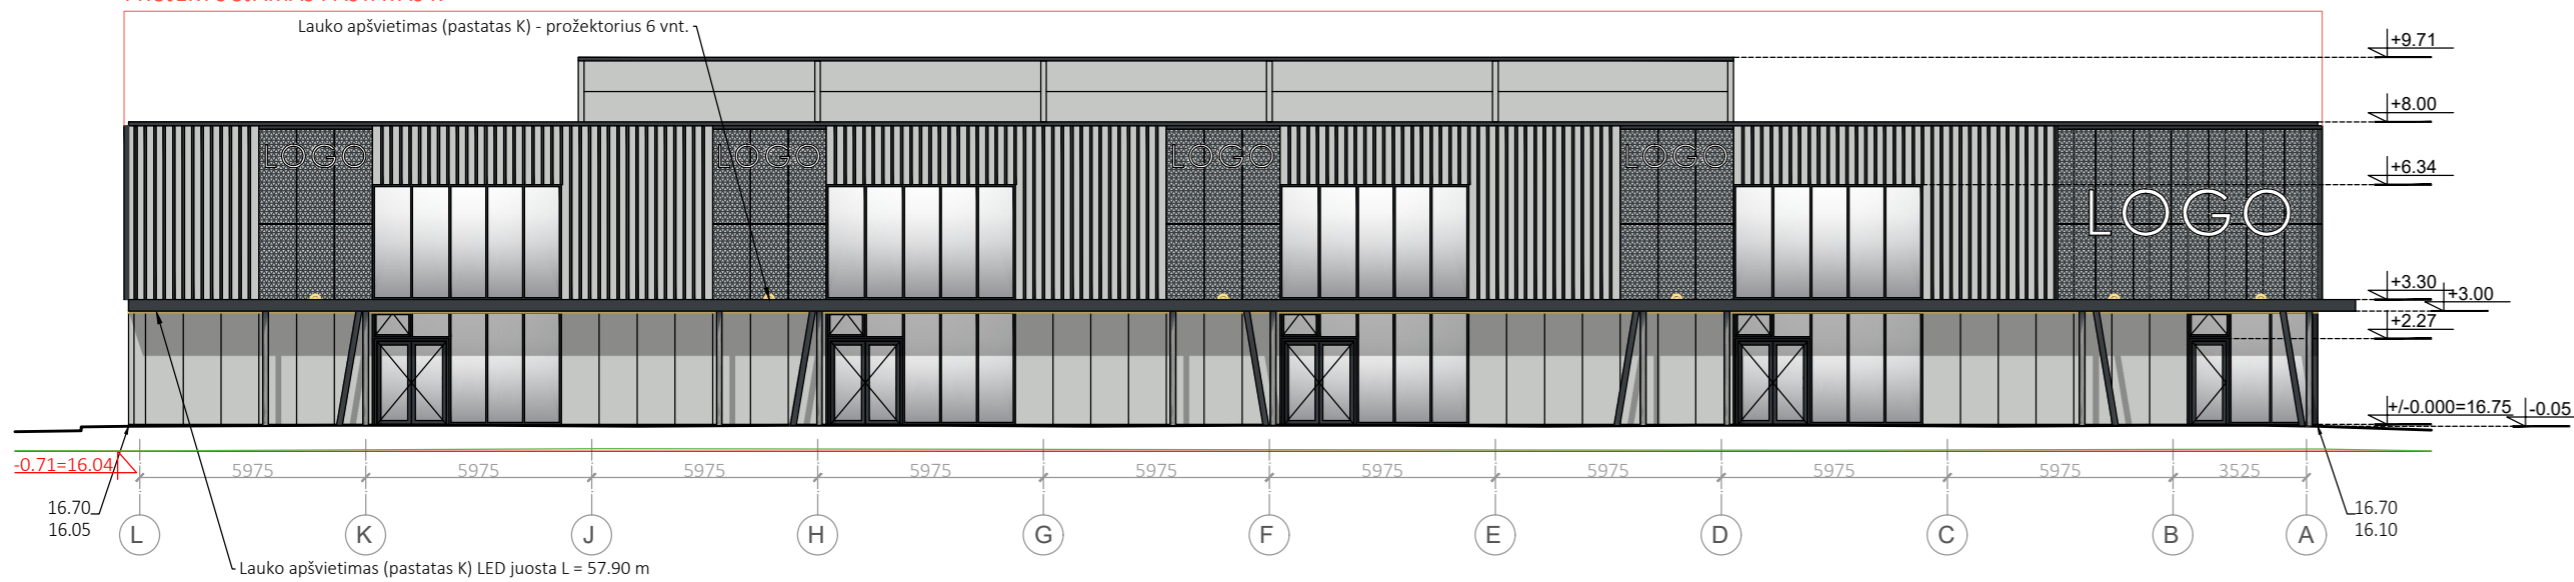 Lauko apšvietimas (pastatas K) - prožektorius 6 vnt.
+9.71
+8.00
LOGO LOGO LOGO LOGO
+6.34
LOGO
+3.30
+3.00
+2.27
+/-0.000=16.75
-0.05
-0.71=16.04
5975 5975 5975 5975 5975 5975 5975 5975 5975 3525
16.70
16.05
16.70
16.10
L K J H G F E D C B A
Lauko apšvietimas (pastatas K) LED juosta L = 57.90 m